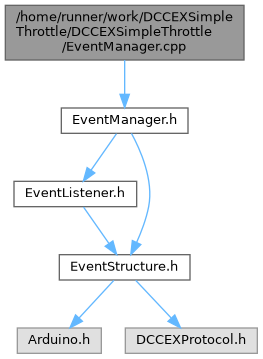 /home/runner/work/DCCEXSimple
Throttle/DCCEXSimpleThrottle
/EventManager.cpp
EventManager.h
EventListener.h
EventStructure.h
Arduino.h
DCCEXProtocol.h